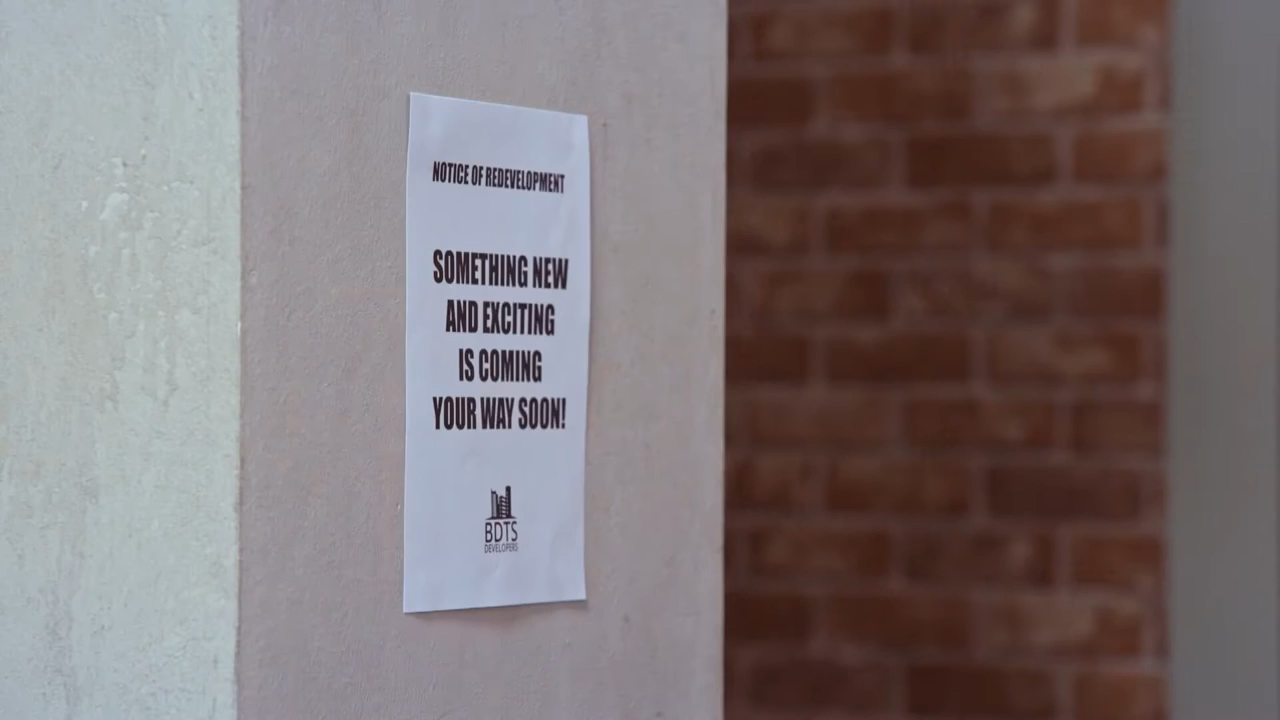 NOTICE OF REDEVELOPMENT
SOMETHING NEW
AND EXCITING
IS COMING
YOUR WAY SOON!
BDTS
DEVELOPERS